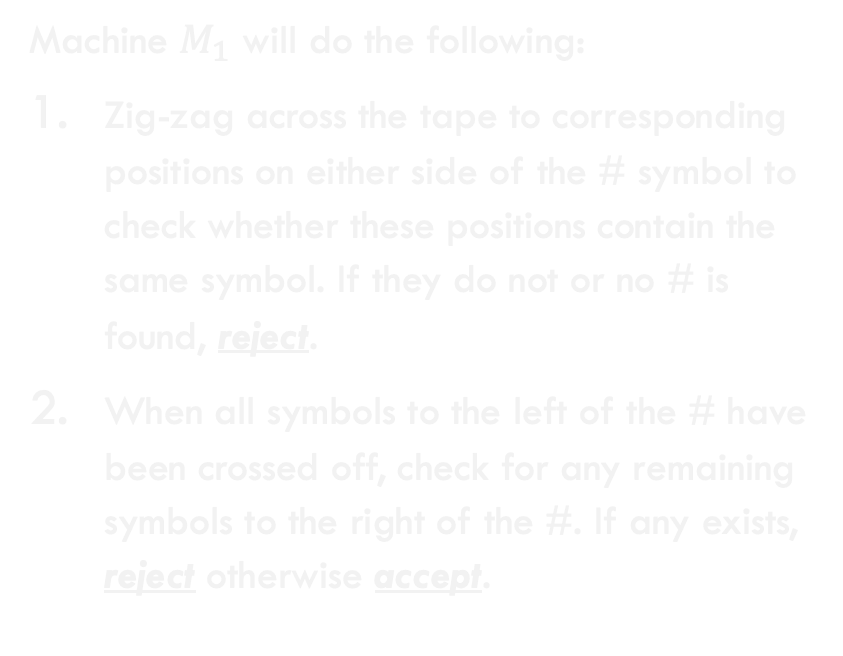 Machine M₁ will do the following:
1. Zig-zag across the tape to corresponding
positions on either side of the # symbol to
check whether these positions contain the
same symbol. If they do not or no # is
found, reject.
2. When all symbols to the left of the # have
been crossed off, check for any remaining
symbols to the right of the #. If any exists,
reject otherwise accept.